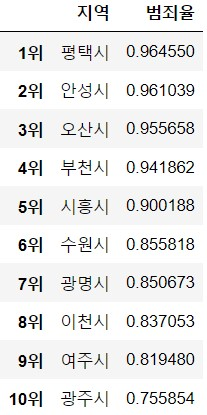 지역 범죄율
1위 평택시 0.964550
2위 안성시 0.961039
3위 오산시 0.955658
4위 부천시 0.941862
5위 시흥시 0.900188
6위 수원시 0.855818
7위 광명시 0.850673
8위 이천시 0.837053
9위 여주시 0.819480
10위 광주시 0.755854